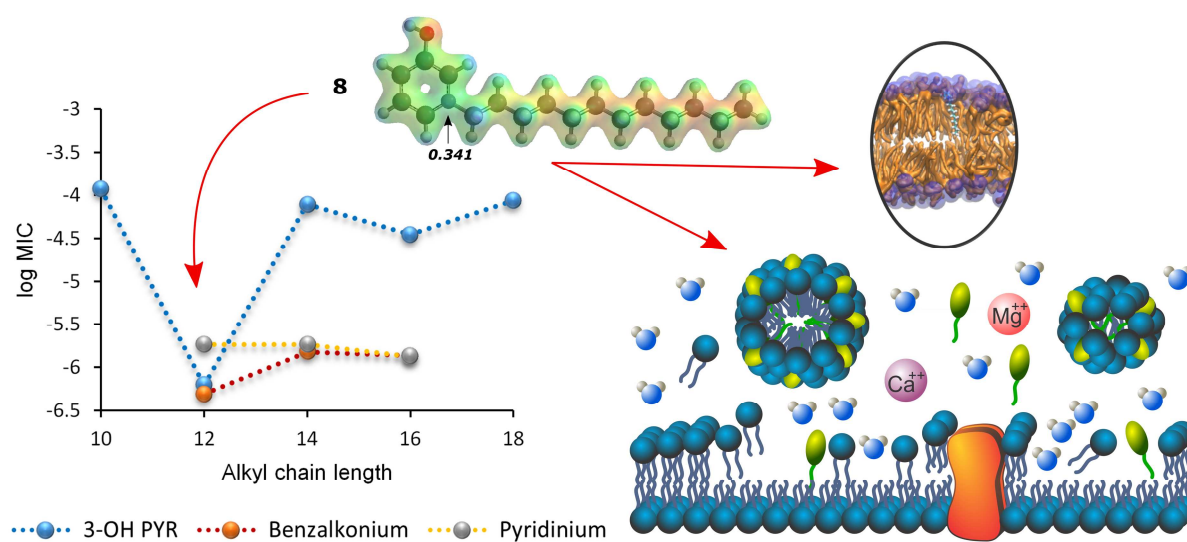 8
0.341
-3
-3.5
-4
-4.5
-5
-5.5
-6
-6.5
log MIC
10 12 14 16 18
Alkyl chain length
3-OH PYR Benzalkonium Pyridinium
Mg++
Ca++